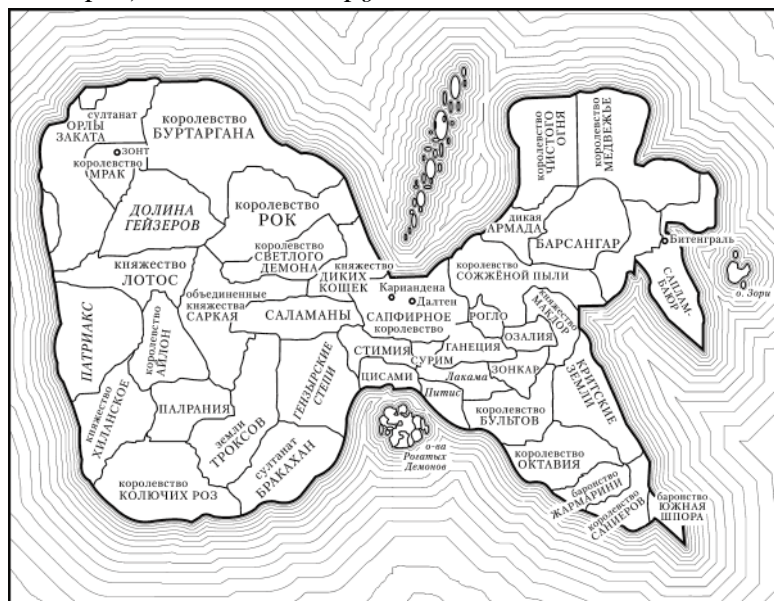 султанат
ОРЛЫ
ЗАКАТА
королевство
БУРТАРГАНА
ЗОНТ
королевство
МРАК
ДОЛИНА
ГЕЙЗЕРОВ
королевство
РОК
королевство
СВЕТЛОГО
ДЕМОНА
княжество
ДИКИХ
КОШЕК
княжество
ЛОТОС
объединенные
княжества
САРКАЯ
САЛАМАНЫ
ПАТРИАКС
королевство
АЙЛОН
княжество
ХИЛАНСКОЕ
ПАЛРАНИЯ
земли
ТРОКСОВ
ГЕНЗЫРСКИЕ
СТЕПИ
султанат
БРАКАХАН
королевство
КОЛЮЧИХ РОЗ
Кариандена
Далтен
САПФИРНОЕ
королевство
СТИМИЯ
СУРИМ
ЦИСАМИ
Лакама
Питис
о-ва
Рогатых
Демонов
королевство
ЧИСТОГО
ОГНЯ
королевство
МЕДВЕЖЬЕ
дикая
АРМАДА
БАРСАНГАР
Битенграль
САПЛАМ-
БАЮР
о. Зори
королевство
СОЖЖЁНОЙ ПЫЛИ
РОГЛО
княжество
МАКДОР
ГАНЕЦИЯ
ОЗАЛИЯ
ЗОНКАР
КРИТСКИЕ
ЗЕМЛИ
королевство
БУЛЬТОВ
королевство
ОКТАВИЯ
баронство
ЖАРМАРИНИ
королевство
САНИЕРОВ
баронство
ЮЖНАЯ
ШПОРА